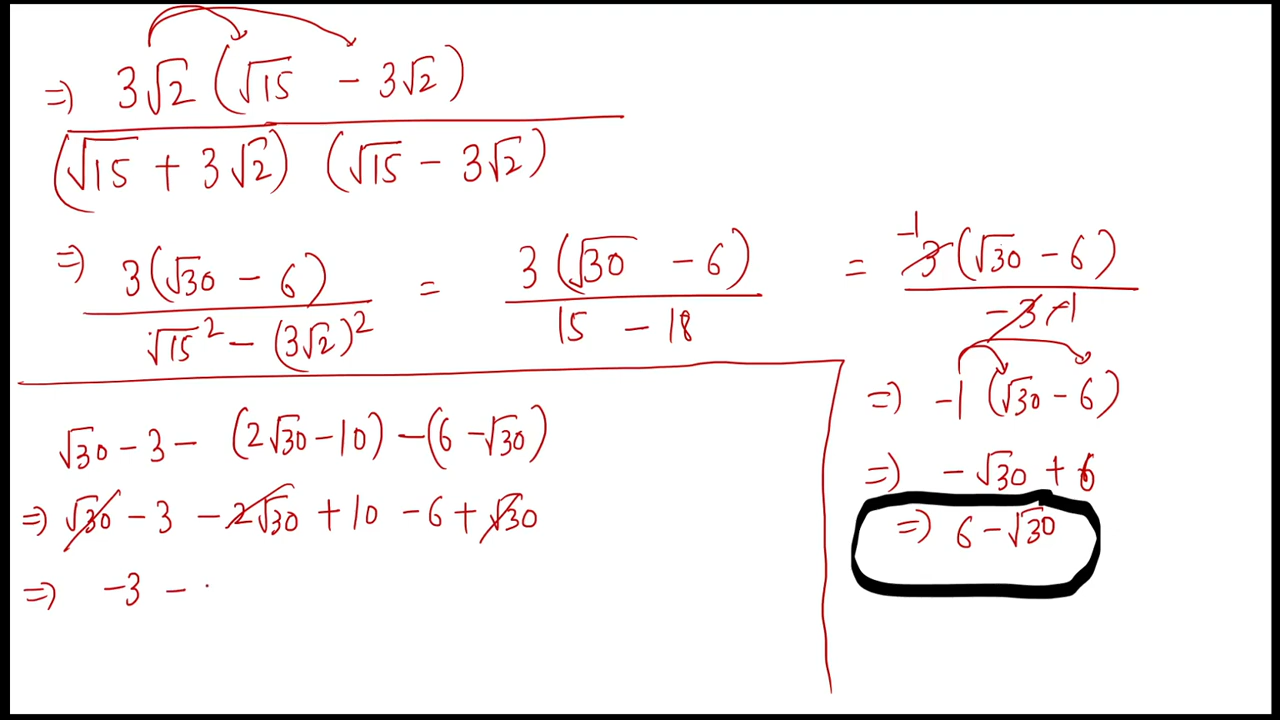 ⇒ 3√2 (√15 - 3√2)
(√15 + 3√2) (√15 - 3√2)
⇒ 3(√30 - 6) = 3(√30 - 6) = -1 3(√30 - 6)
√15² - (3√2)² 15 - 18 -3 -1
⇒ -1 (√30 - 6)
⇒ -√30 + 6
⇒ 6 - √30
√30 - 3 - (2√30 - 10) - (6 - √30)
⇒ √30 - 3 - 2√30 + 10 - 6 + √30
⇒ -3 -